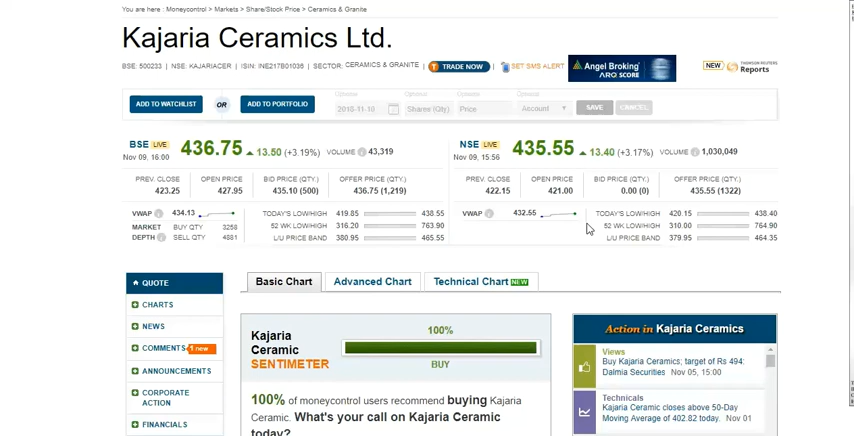 You are here : Moneycontrol > Markets > Share/Stock Price > Ceramics & Granite
Kajaria Ceramics Ltd.
BSE: 500233 | NSE: KAJARIACER | ISIN: INE217B01036 | SECTOR: CERAMICS & GRANITE | TRADE NOW | SET SMS ALERT
Angel Broking
ARQ SCORE
NEW THOMSON REUTERS
Reports
Optional Optional Optional Optional
ADD TO WATCHLIST OR ADD TO PORTFOLIO 2018-11-10 Shares (Qty) Price Account SAVE CANCEL
BSE LIVE 436.75 13.50 (+3.19%) VOLUME 43,319
Nov 09, 16:00
PREV. CLOSE OPEN PRICE BID PRICE (QTY.) OFFER PRICE (QTY.)
423.25 427.95 435.10 (500) 436.75 (1,219)
VWAP 434.13 TODAY'S LOW/HIGH 419.85 438.55
MARKET BUY QTY 3258 52 WK LOW/HIGH 316.20 763.90
DEPTH SELL QTY 4881 L/U PRICE BAND 380.95 465.55
NSE LIVE 435.55 13.40 (+3.17%) VOLUME 1,030,049
Nov 09, 15:56
PREV. CLOSE OPEN PRICE BID PRICE (QTY.) OFFER PRICE (QTY.)
422.15 421.00 0.00 (0) 435.55 (1322)
VWAP 432.55 TODAY'S LOW/HIGH 420.15 438.40
52 WK LOW/HIGH 310.00 764.90
L/U PRICE BAND 379.95 464.35
QUOTE
CHARTS
NEWS
COMMENTS 1 new
ANNOUNCEMENTS
CORPORATE
ACTION
FINANCIALS
Basic Chart Advanced Chart Technical Chart NEW
Kajaria
Ceramic
SENTIMETER
100%
BUY
100% of moneycontrol users recommend buying Kajaria
Ceramic. What's your call on Kajaria Ceramic
today?
Action in Kajaria Ceramics
Views
Buy Kajaria Ceramics; target of Rs 494:
Dalmia Securities Nov 05, 15:00
Technicals
Kajaria Ceramic closes above 50-Day
Moving Average of 402.82 today. Nov 01